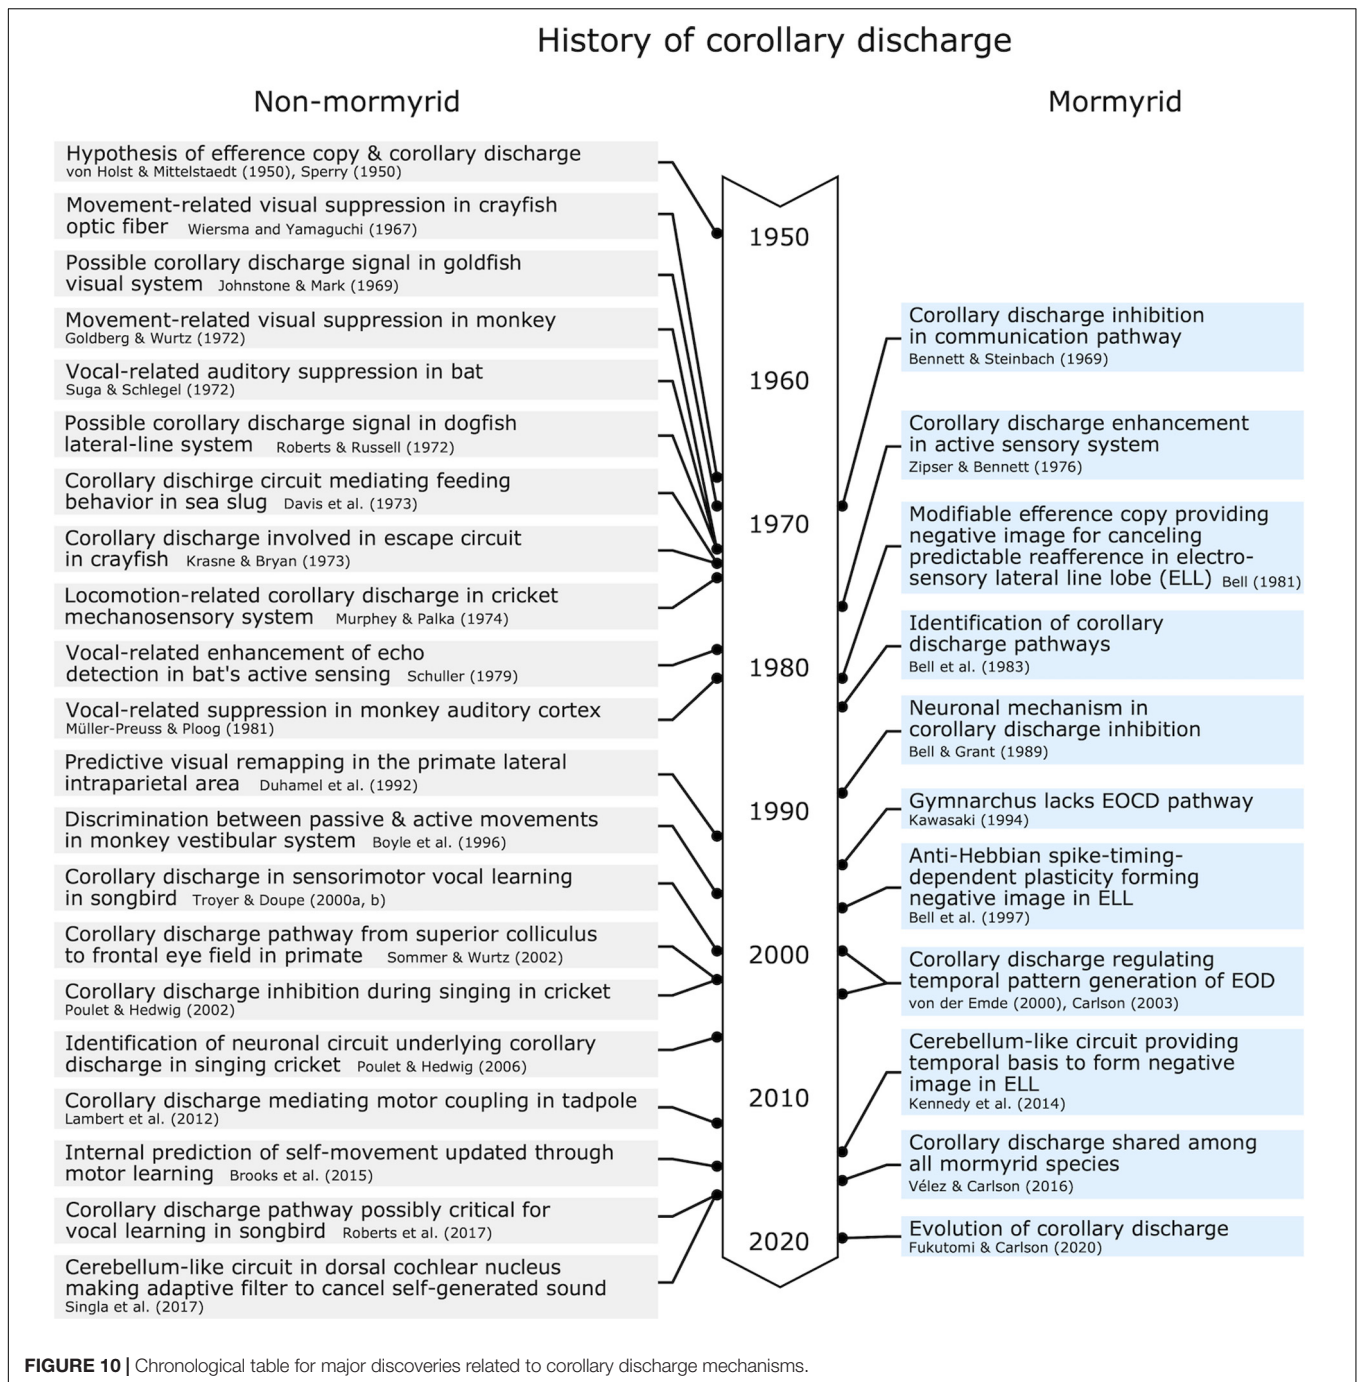 History of corollary discharge
Non-mormyrid
Hypothesis of efference copy & corollary discharge
von Holst & Mittelstaedt (1950), Sperry (1950)
Movement-related visual suppression in crayfish
optic fiber Wiersma and Yamaguchi (1967)
Possible corollary discharge signal in goldfish
visual system Johnstone & Mark (1969)
Movement-related visual suppression in monkey
Goldberg & Wurtz (1972)
Vocal-related auditory suppression in bat
Suga & Schlegel (1972)
Possible corollary discharge signal in dogfish
lateral-line system Roberts & Russell (1972)
Corollary dischirge circuit mediating feeding
behavior in sea slug Davis et al. (1973)
Corollary discharge involved in escape circuit
in crayfish Krasne & Bryan (1973)
Locomotion-related corollary discharge in cricket
mechanosensory system Murphey & Palka (1974)
Vocal-related enhancement of echo
detection in bat's active sensing Schuller (1979)
Vocal-related suppression in monkey auditory cortex
Müller-Preuss & Ploog (1981)
Predictive visual remapping in the primate lateral
intraparietal area Duhamel et al. (1992)
Discrimination between passive & active movements
in monkey vestibular system Boyle et al. (1996)
Corollary discharge in sensorimotor vocal learning
in songbird Troyer & Doupe (2000a, b)
Corollary discharge pathway from superior colliculus
to frontal eye field in primate Sommer & Wurtz (2002)
Corollary discharge inhibition during singing in cricket
Poulet & Hedwig (2002)
Identification of neuronal circuit underlying corollary
discharge in singing cricket Poulet & Hedwig (2006)
Corollary discharge mediating motor coupling in tadpole
Lambert et al. (2012)
Internal prediction of self-movement updated through
motor learning Brooks et al. (2015)
Corollary discharge pathway possibly critical for
vocal learning in songbird Roberts et al. (2017)
Cerebellum-like circuit in dorsal cochlear nucleus
making adaptive filter to cancel self-generated sound
Singla et al. (2017)
1950
1960
1970
1980
1990
2000
2010
2020
Mormyrid
Corollary discharge inhibition
in communication pathway
Bennett & Steinbach (1969)
Corollary discharge enhancement
in active sensory system
Zipser & Bennett (1976)
Modifiable efference copy providing
negative image for canceling
predictable reafference in electro-
sensory lateral line lobe (ELL) Bell (1981)
Identification of corollary
discharge pathways
Bell et al. (1983)
Neuronal mechanism in
corollary discharge inhibition
Bell & Grant (1989)
Gymnarchus lacks EOCD pathway
Kawasaki (1994)
Anti-Hebbian spike-timing-
dependent plasticity forming
negative image in ELL
Bell et al. (1997)
Corollary discharge regulating
temporal pattern generation of EOD
von der Emde (2000), Carlson (2003)
Cerebellum-like circuit providing
temporal basis to form negative
image in ELL
Kennedy et al. (2014)
Corollary discharge shared among
all mormyrid species
Vélez & Carlson (2016)
Evolution of corollary discharge
Fukutomi & Carlson (2020)
FIGURE 10 | Chronological table for major discoveries related to corollary discharge mechanisms.